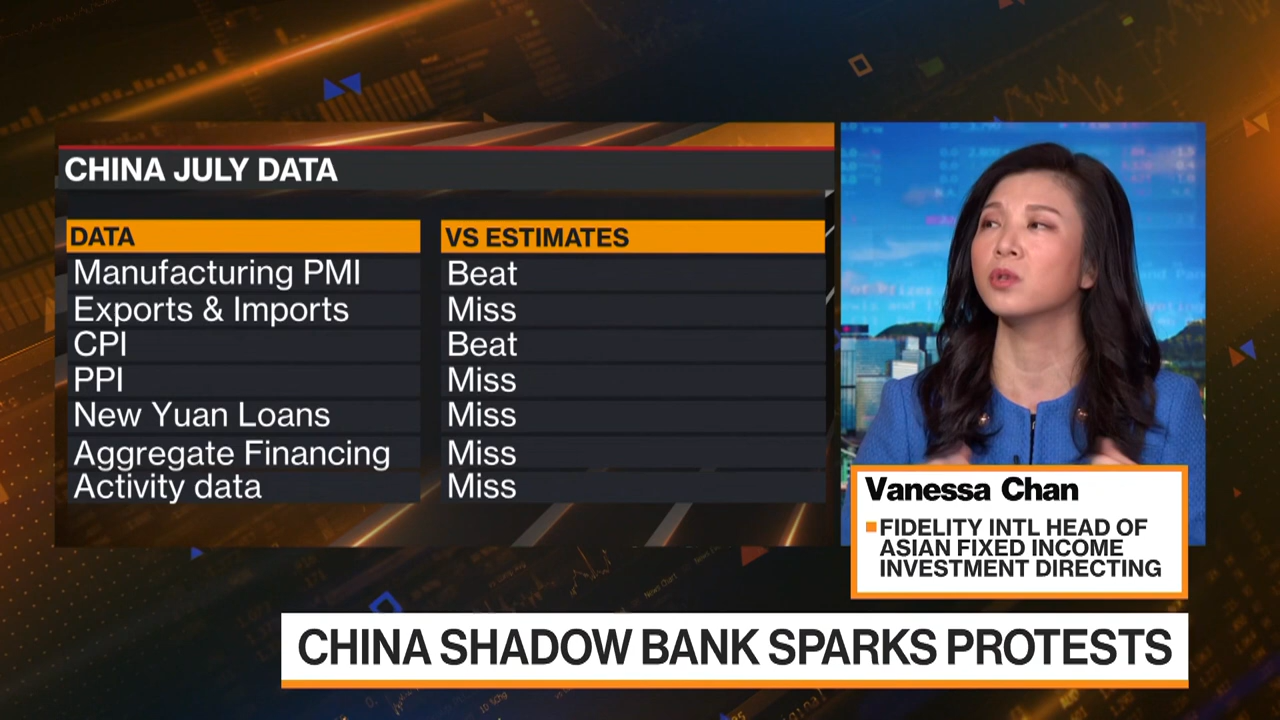 CHINA JULY DATA
DATA VS ESTIMATES
Manufacturing PMI Beat
Exports & Imports Miss
CPI Beat
PPI Miss
New Yuan Loans Miss
Aggregate Financing Miss
Activity data Miss
Vanessa Chan
FIDELITY INTL HEAD OF
ASIAN FIXED INCOME
INVESTMENT DIRECTING
CHINA SHADOW BANK SPARKS PROTESTS